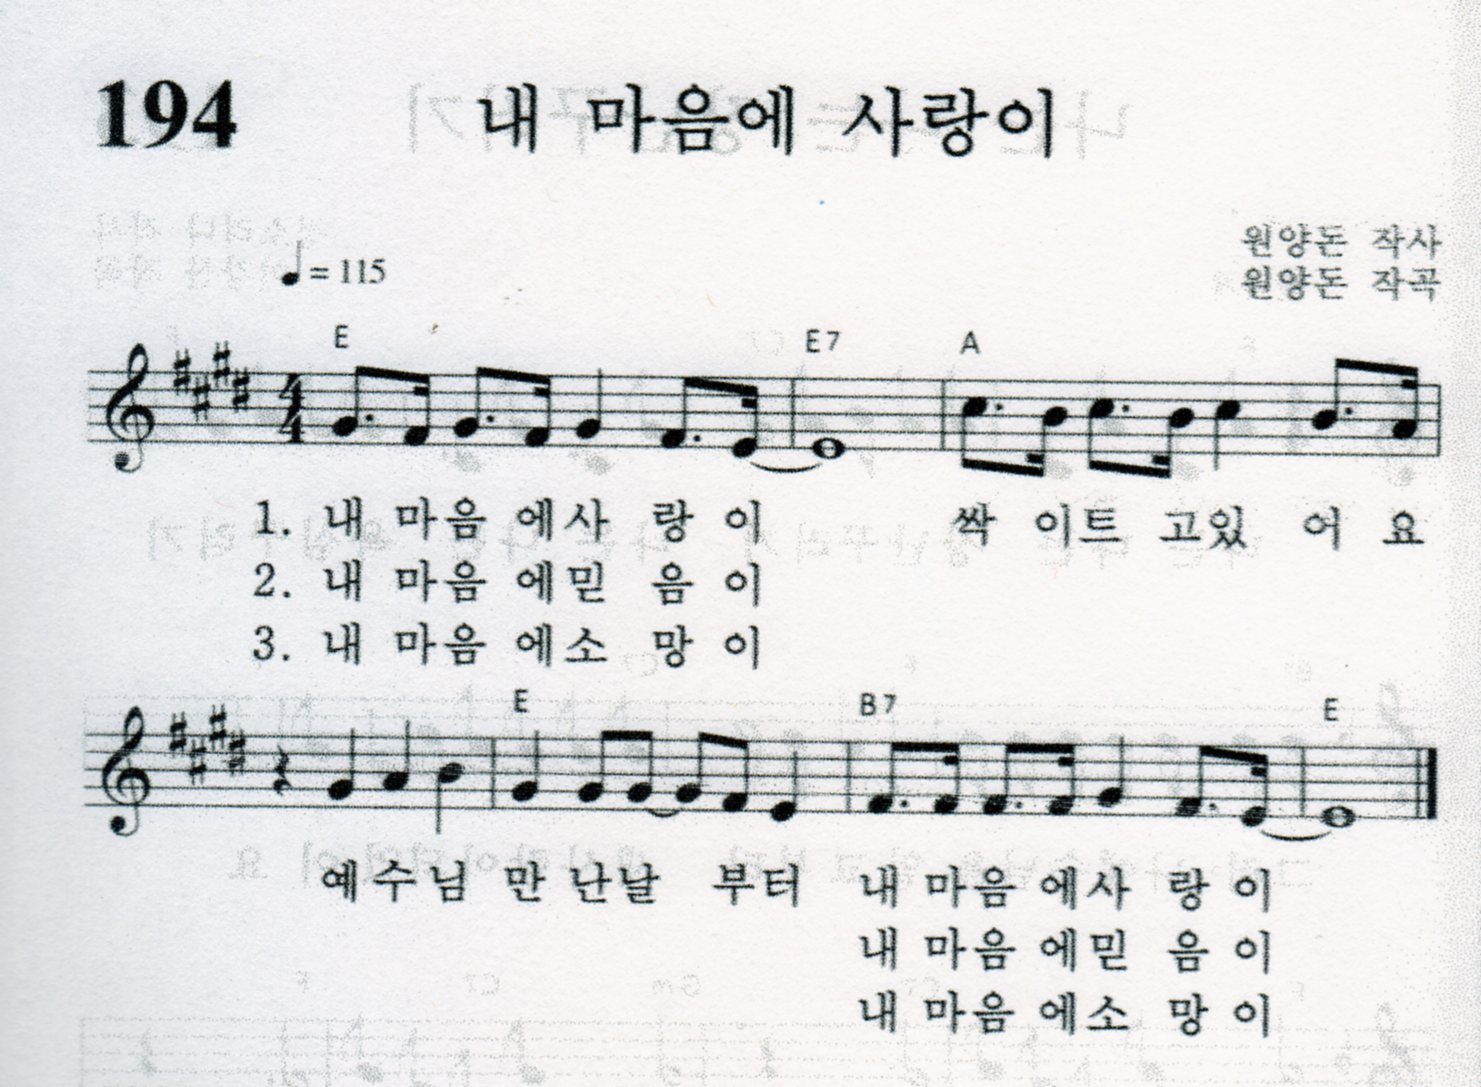 194 내 마음에 사랑이
원양돈 작사
♩= 115
원양돈 작곡
E E7 A
1. 내 마음 에사 랑 이 싹 이트 고있 어 요
2. 내 마음 에믿 음 이
3. 내 마음 에소 망 이
E B7 E
예수님 만 난날 부터 내 마음 에사 랑 이
내 마음 에믿 음 이
내 마음 에소 망 이